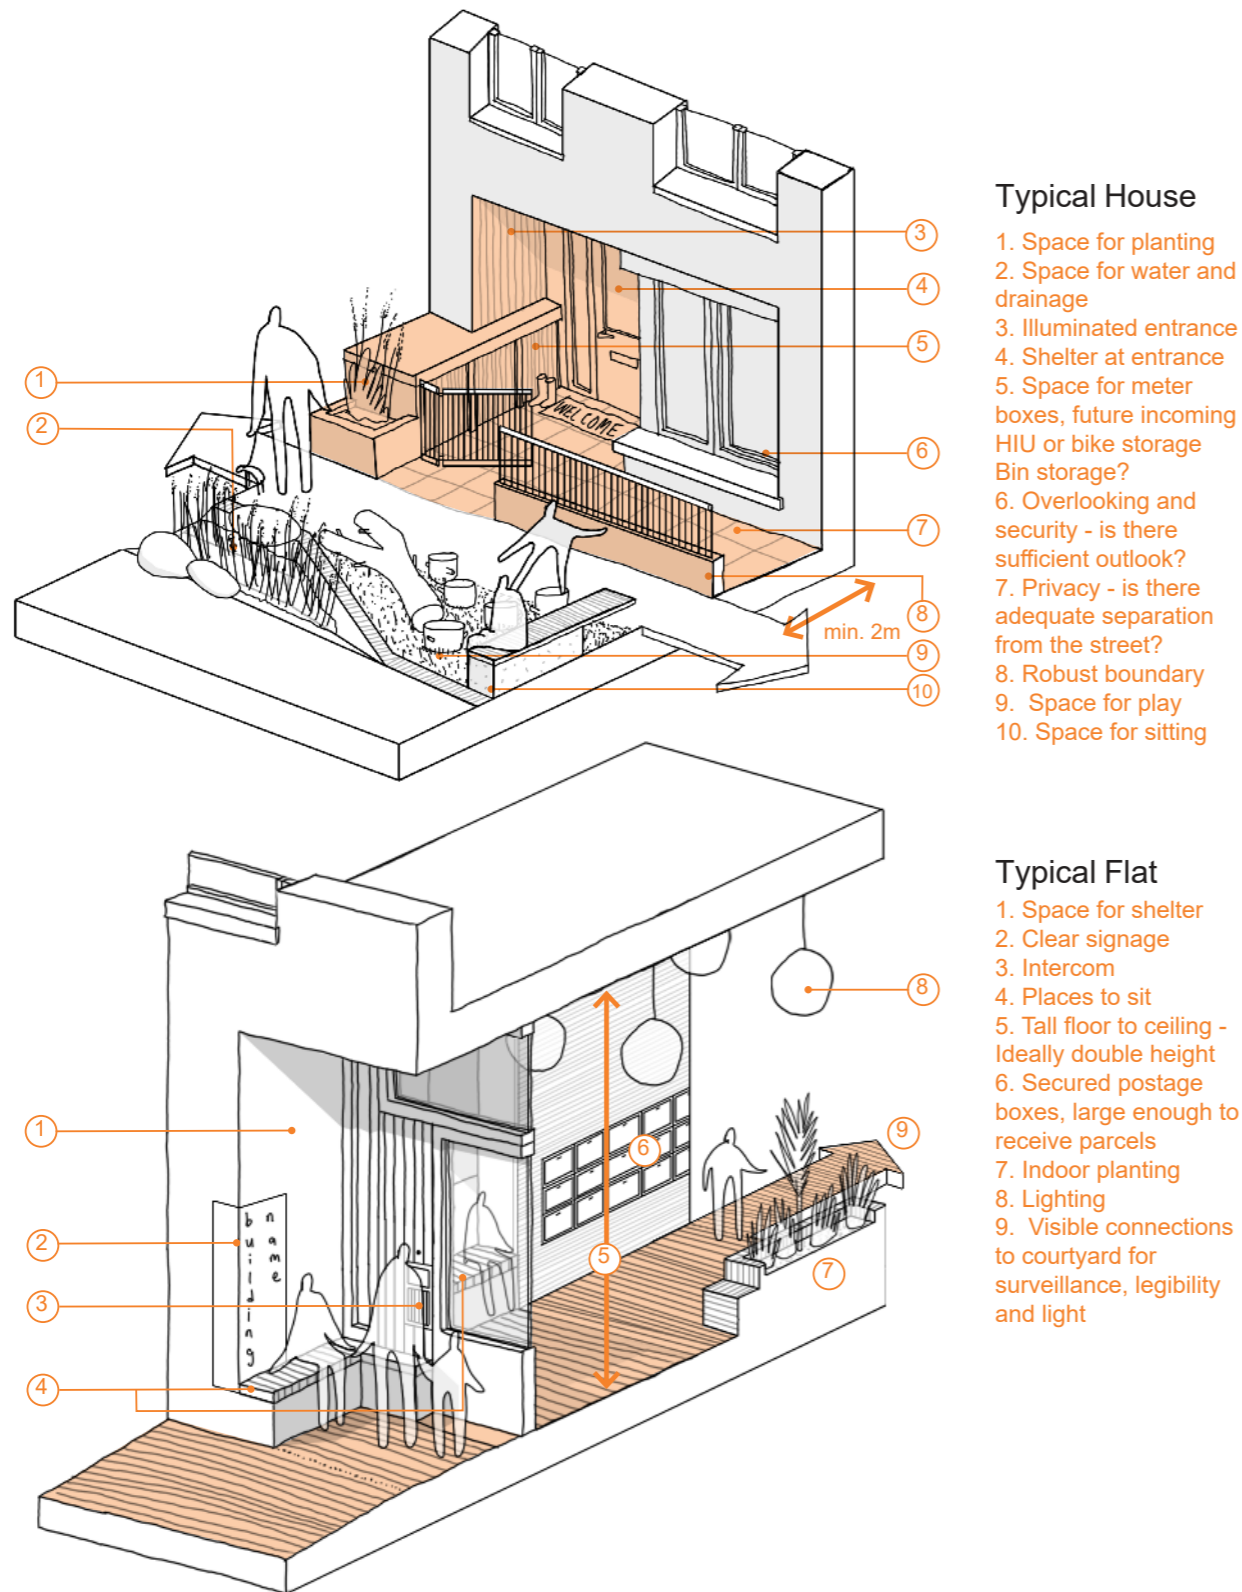 3
4
5
1
2
WELCOME
6
7
8
min. 2m
9
10
Typical House
1. Space for planting
2. Space for water and
drainage
3. Illuminated entrance
4. Shelter at entrance
5. Space for meter
boxes, future incoming
HIU or bike storage
Bin storage?
6. Overlooking and
security - is there
sufficient outlook?
7. Privacy - is there
adequate separation
from the street?
8. Robust boundary
9. Space for play
10. Space for sitting
8
1
6
9
2
building
name
5
7
3
4
Typical Flat
1. Space for shelter
2. Clear signage
3. Intercom
4. Places to sit
5. Tall floor to ceiling -
Ideally double height
6. Secured postage
boxes, large enough to
receive parcels
7. Indoor planting
8. Lighting
9. Visible connections
to courtyard for
surveillance, legibility
and light